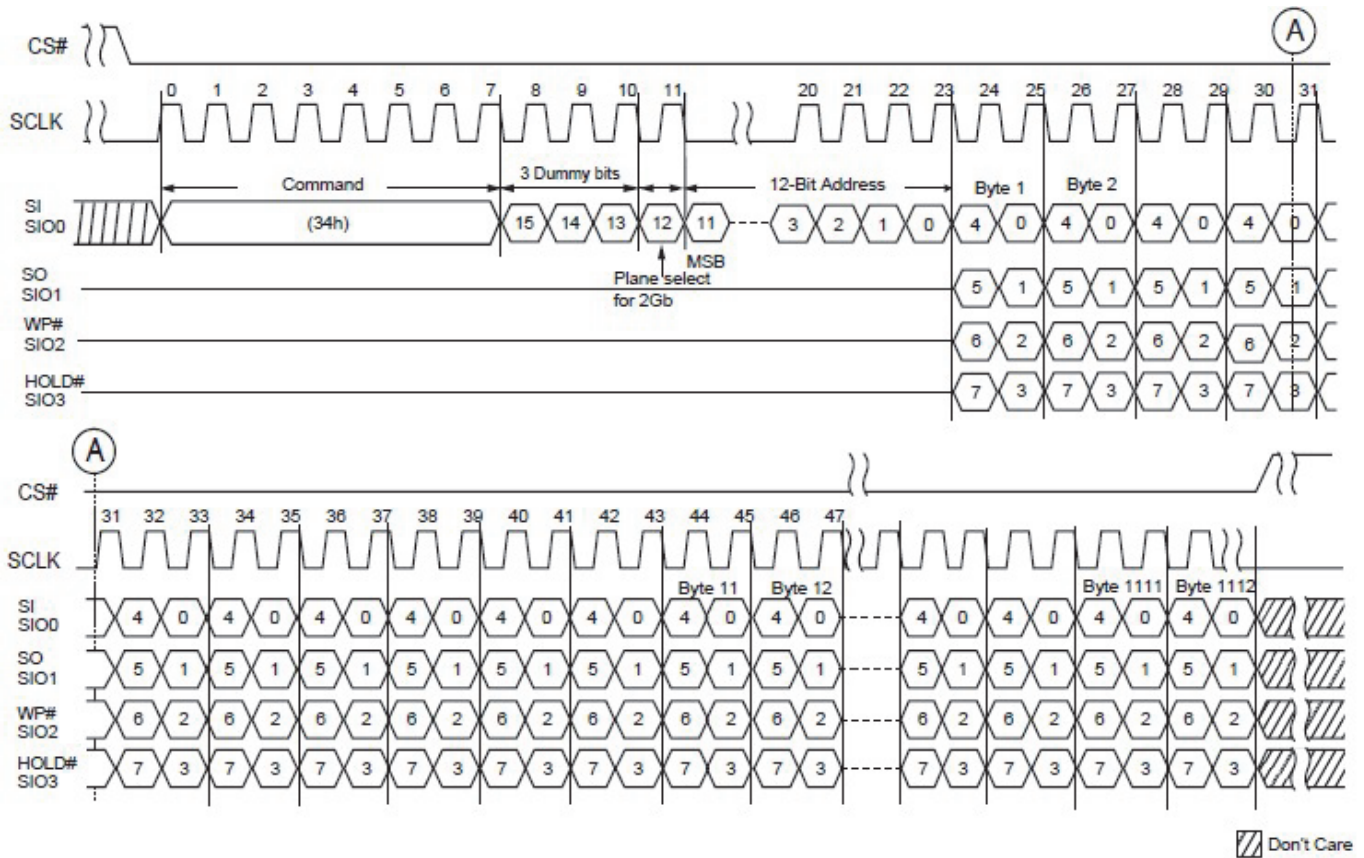 A
CS#
0 1 2 3 4 5 6 7 8 9 10 11 20 21 22 23 24 25 26 27 28 29 30 31
SCLK
Command 3 Dummy bits 12-Bit Address Byte 1 Byte 2
SI
SIO0
(34h) 15 14 13 12 11 3 2 1 0 4 0 4 0 4 0 4 0
MSB
Plane select
for 2Gb
SO
SIO1
5 1 5 1 5 1 5 1
WP#
SIO2
6 2 6 2 6 2 6 2
HOLD#
SIO3
7 3 7 3 7 3 7 3
A
CS#
31 32 33 34 35 36 37 38 39 40 41 42 43 44 45 46 47
SCLK
Byte 11 Byte 12 Byte 1111 Byte 1112
SI
SIO0
4 0 4 0 4 0 4 0 4 0 4 0 4 0 4 0 4 0 4 0 4 0 4 0
SO
SIO1
5 1 5 1 5 1 5 1 5 1 5 1 5 1 5 1 5 1 5 1 5 1 5 1
WP#
SIO2
6 2 6 2 6 2 6 2 6 2 6 2 6 2 6 2 6 2 6 2 6 2 6 2
HOLD#
SIO3
7 3 7 3 7 3 7 3 7 3 7 3 7 3 7 3 7 3 7 3 7 3 7 3
Don't Care